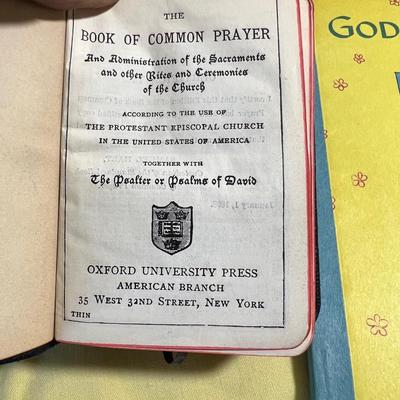 THE
BOOK OF COMMON PRAYER
And Administration of the Sacraments
and other Rites and Ceremonies
of the Church
ACCORDING TO THE USE OF
THE PROTESTANT EPISCOPAL CHURCH
IN THE UNITED STATES OF AMERICA
TOGETHER WITH
The Psalter or Psalms of David
OXFORD UNIVERSITY PRESS
AMERICAN BRANCH
35 WEST 32ND STREET, NEW YORK
THIN
GOD